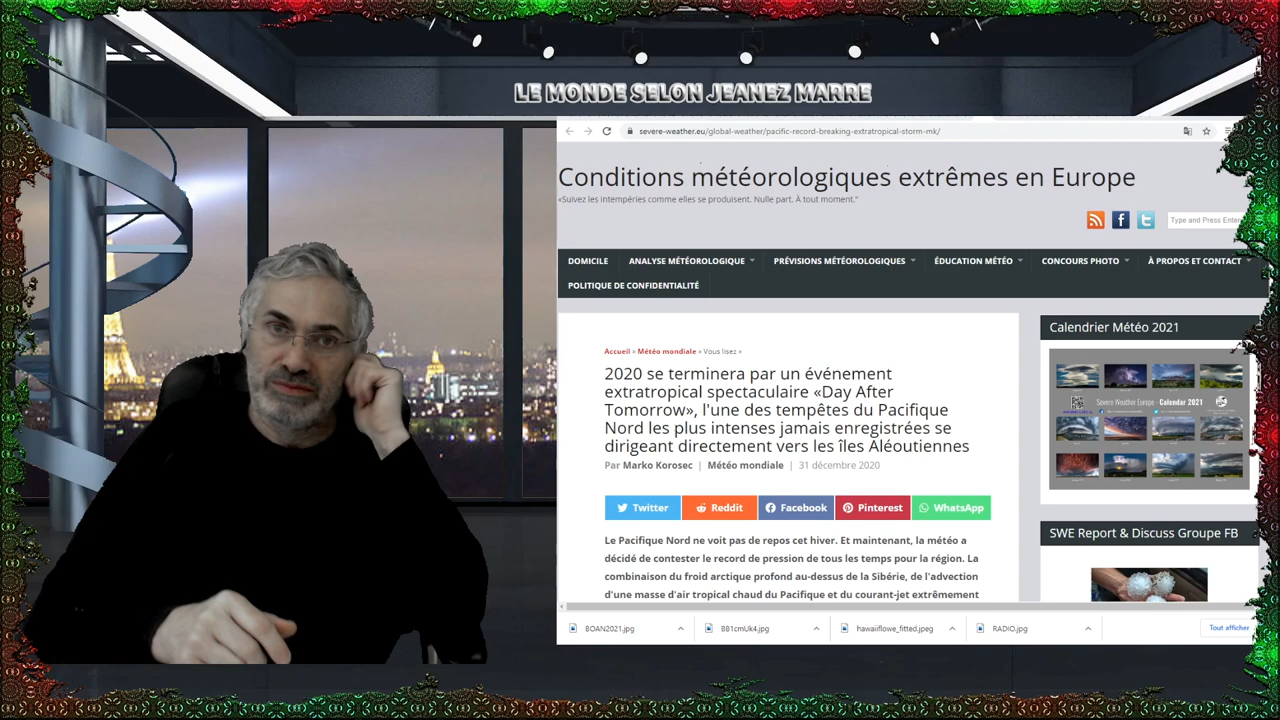 LE MONDE SELON JEANEZ MARRE
severe-weather.eu/global-weather/pacific-record-breaking-extratropical-storm-mk/
Conditions météorologiques extrêmes en Europe
«Suivez les intempéries comme elles se produisent. Nulle part. À tout moment."
Type and Press Enter
DOMICILE ANALYSE MÉTÉOROLOGIQUE PRÉVISIONS MÉTÉOROLOGIQUES ÉDUCATION MÉTÉO CONCOURS PHOTO À PROPOS ET CONTACT
POLITIQUE DE CONFIDENTIALITÉ
Accueil » Météo mondiale » Vous lisez »
2020 se terminera par un événement
extratropical spectaculaire «Day After
Tomorrow», l'une des tempêtes du Pacifique
Nord les plus intenses jamais enregistrées se
dirigeant directement vers les îles Aléoutiennes
Par Marko Korosec | Météo mondiale | 31 décembre 2020
Twitter Reddit Facebook Pinterest WhatsApp
Le Pacifique Nord ne voit pas de repos cet hiver. Et maintenant, la météo a
décidé de contester le record de pression de tous les temps pour la région. La
combinaison du froid arctique profond au-dessus de la Sibérie, de l'advection
d'une masse d'air tropical chaud du Pacifique et du courant-jet extrêmement
Calendrier Météo 2021
Severe Weather Europe - Calendar 2021
SWE Report & Discuss Groupe FB
BOAN2021.jpg BB1cmUk4.jpg hawaiiflowe_fitted.jpeg RADIO.jpg Tout afficher